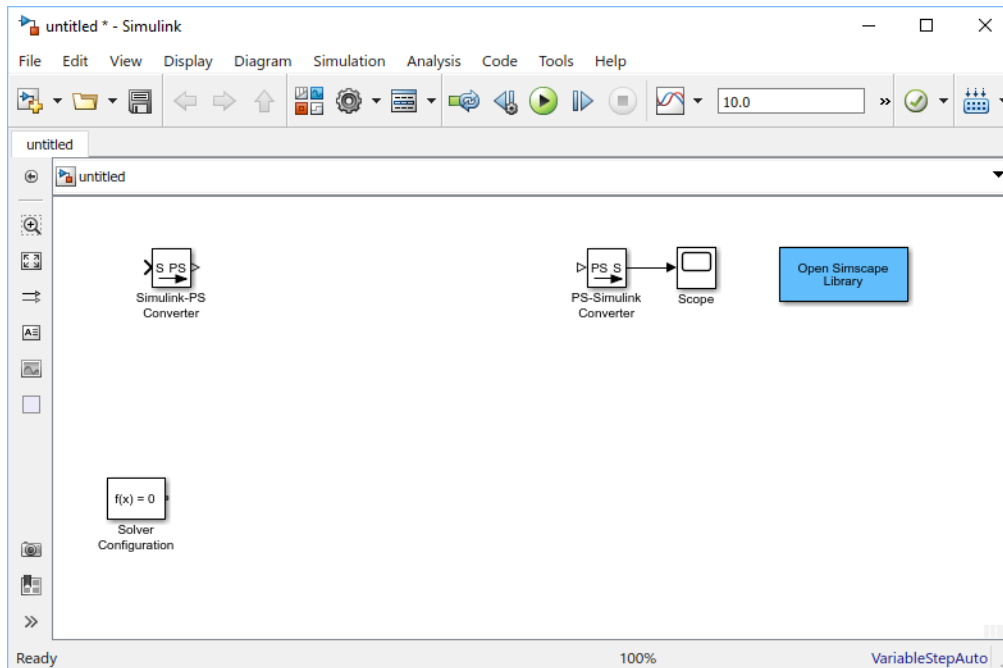 untitled * - Simulink
File Edit View Display Diagram Simulation Analysis Code Tools Help
10.0
»
untitled
untitled
S PS
Simulink-PS
Converter
PS S
PS-Simulink
Converter
Scope
Open Simscape
Library
f(x) = 0
Solver
Configuration
Ready 100% VariableStepAuto